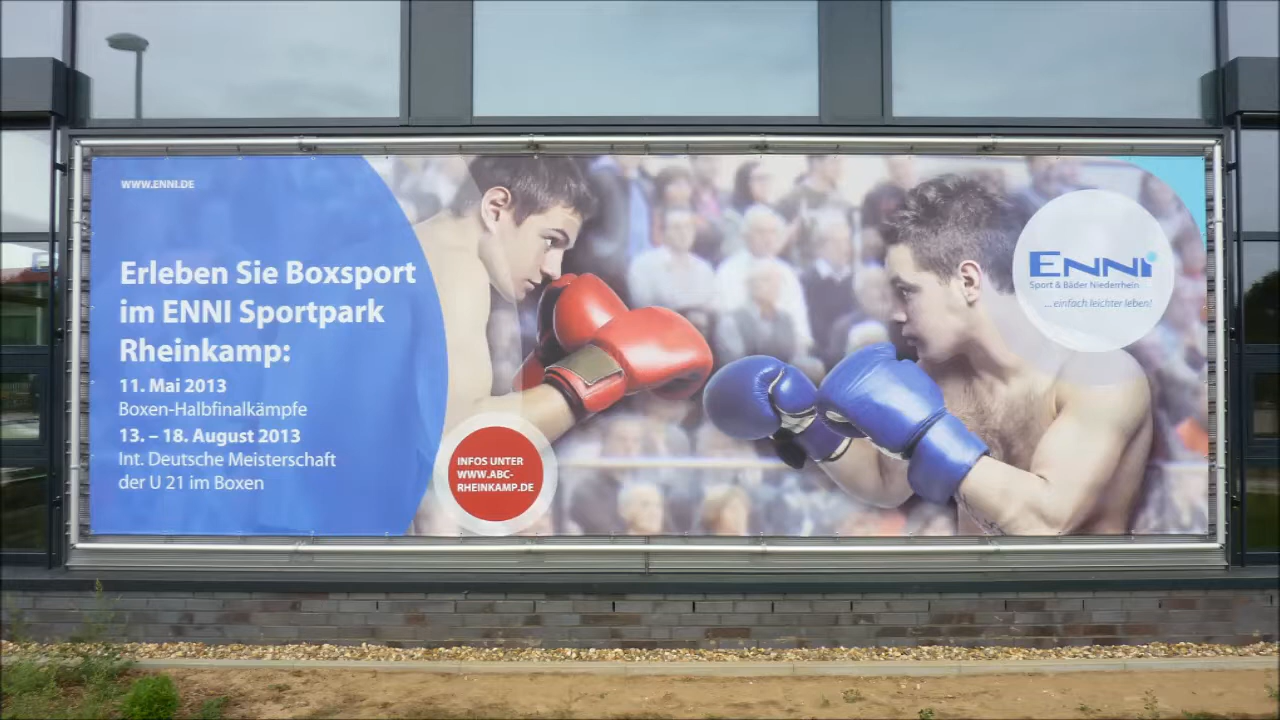 WWW.ENNI.DE
Erleben Sie Boxsport
im ENNI Sportpark
Rheinkamp:
11. Mai 2013
Boxen-Halbfinalkämpfe
13. – 18. August 2013
Int. Deutsche Meisterschaft
der U 21 im Boxen
INFOS UNTER
WWW.ABC-
RHEINKAMP.DE
ENNI
Sport & Bäder Niederrhein
...einfach leichter leben!